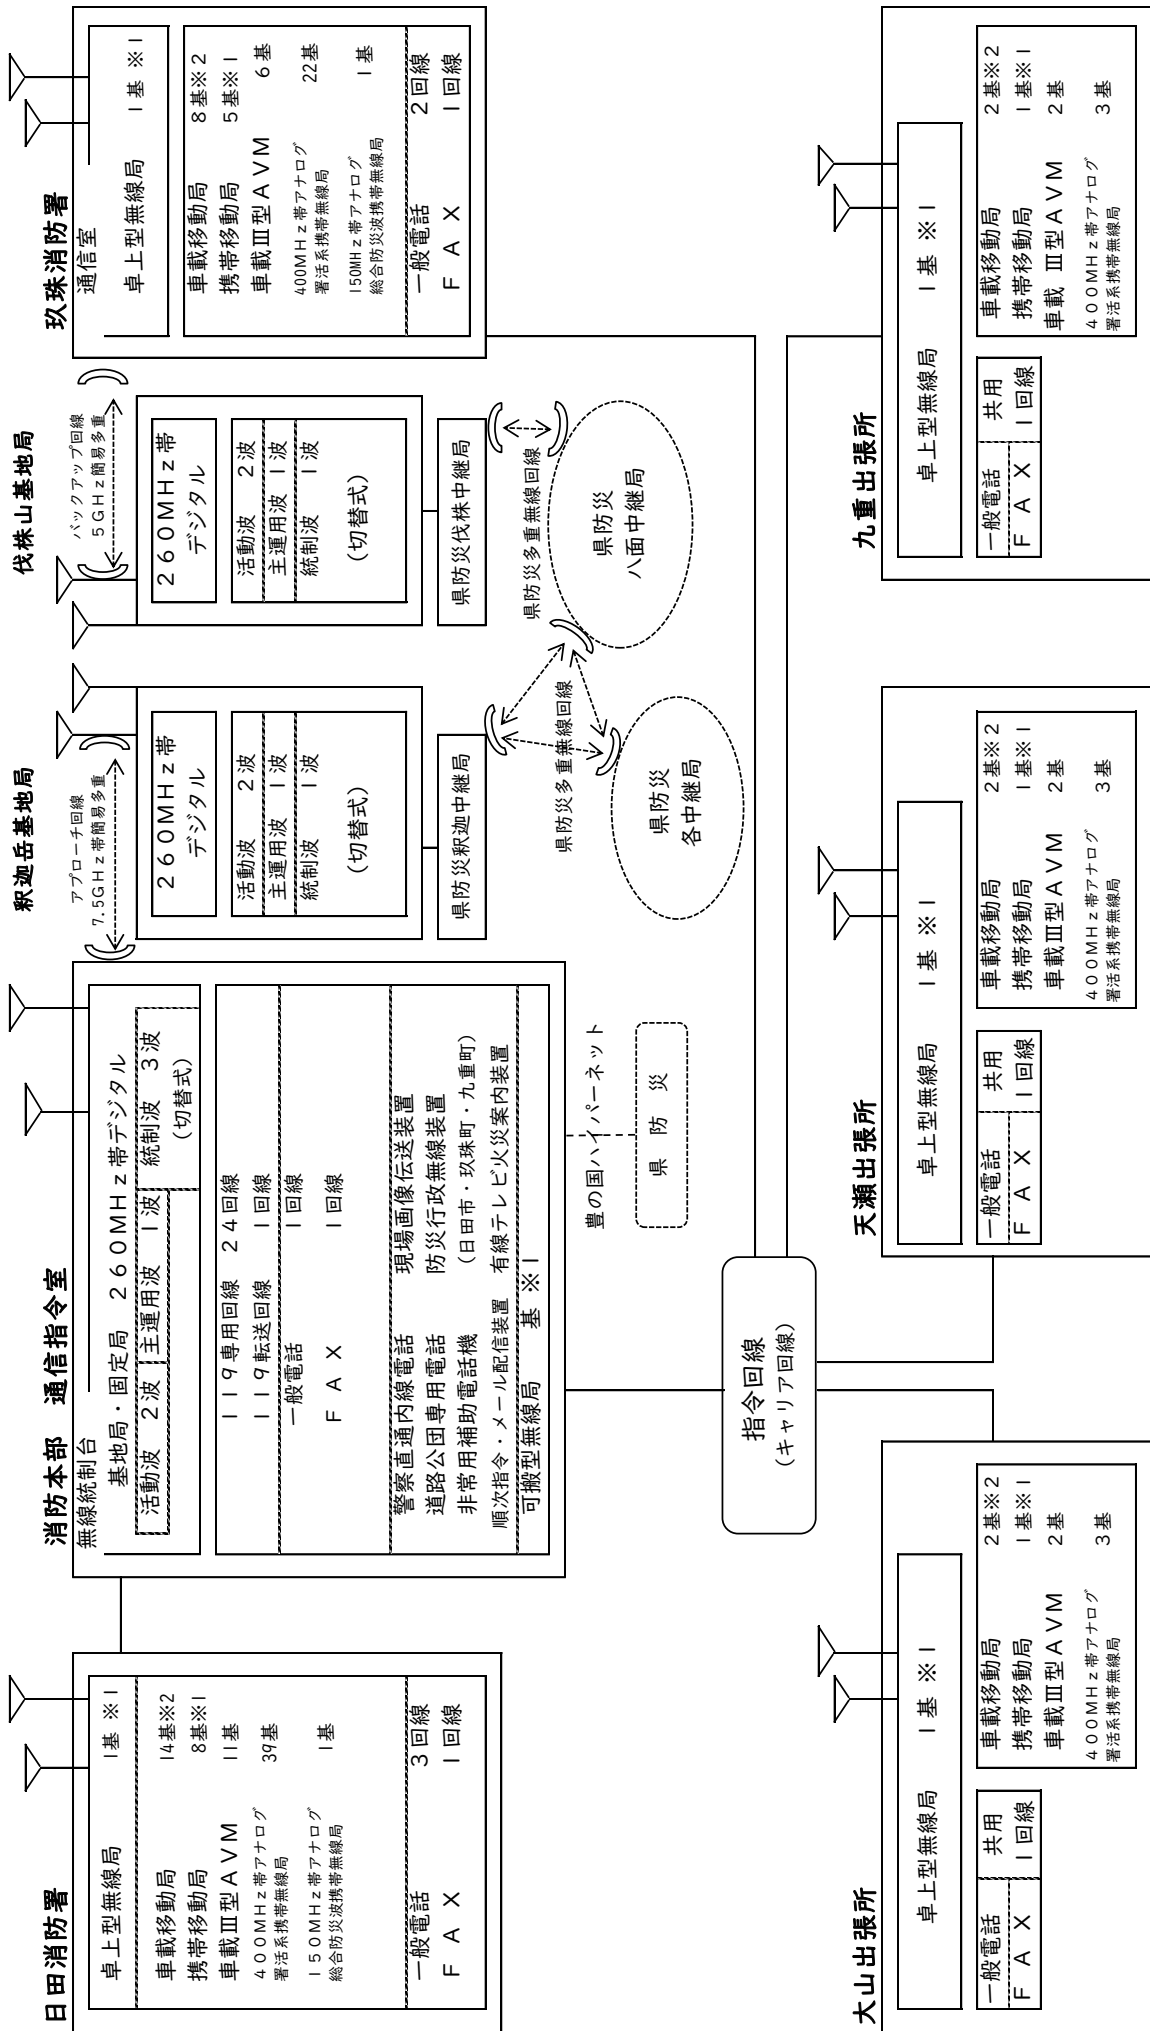 日田消防署
卓上型無線局 1基 ※1
車載移動局 14基※2
携帯移動局 8基※1
車載Ⅲ型AVM 11基
400MHz帯アナログ 39基
署活系携帯無線局
150MHz帯アナログ 1基
総合防災波携帯無線局
一般電話 3回線
FAX 1回線
消防本部 通信指令室
無線統制台
基地局・固定局 260MHz帯デジタル
活動波 2波 主運用波 1波 統制波 3波
(切替式)
119専用回線 24回線
119転送回線 1回線
一般電話 1回線
FAX 1回線
警察直通内線電話 現場画像伝送装置
道路公団専用電話 防災行政無線装置
非常用補助電話機 (日田市・玖珠町・九重町)
順次指令・メール配信装置 有線テレビ火災案内装置
可搬型無線局 基 ※1
豊の国ハイパーネット
県防災
釈迦岳基地局
アプローチ回線
7.5GHz帯簡易多重
260MHz帯
デジタル
活動波 2波
主運用波 1波
統制波 1波
(切替式)
県防災釈迦中継局
県防災多重無線回線
県防災
各中継局
伐株山基地局
バックアップ回線
5GHz簡易多重
260MHz帯
デジタル
活動波 2波
主運用波 1波
統制波 1波
(切替式)
県防災伐株中継局
県防災多重無線回線
県防災
八面中継局
玖珠消防署
通信室
卓上型無線局 1基 ※1
車載移動局 8基※2
携帯移動局 5基※1
車載Ⅲ型AVM 6基
400MHz帯アナログ 22基
署活系携帯無線局
150MHz帯アナログ 1基
総合防災波携帯無線局
一般電話 2回線
FAX 1回線
指令回線
(キャリア回線)
大山出張所
卓上型無線局 1基 ※1
一般電話 共用
FAX 1回線
車載移動局 2基※2
携帯移動局 1基※1
車載Ⅲ型AVM 2基
400MHz帯アナログ 3基
署活系携帯無線局
天瀬出張所
卓上型無線局 1基 ※1
一般電話 共用
FAX 1回線
車載移動局 2基※2
携帯移動局 1基※1
車載Ⅲ型AVM 2基
400MHz帯アナログ 3基
署活系携帯無線局
九重出張所
卓上型無線局 1基 ※1
一般電話 共用
FAX 1回線
車載移動局 2基※2
携帯移動局 1基※1
車載 Ⅲ型AVM 2基
400MHz帯アナログ 3基
署活系携帯無線局